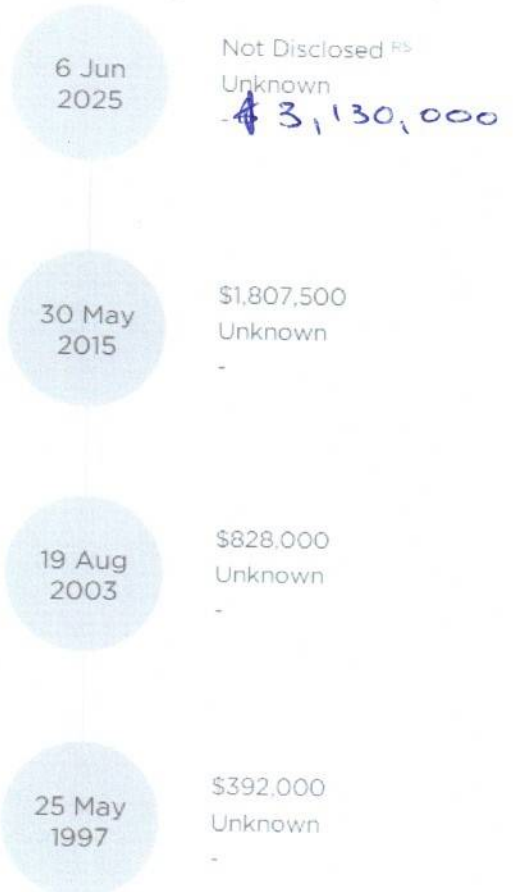 6 Jun
2025
Not Disclosed RS
Unknown
-
$ 3,130,000
30 May
2015
$1,807,500
Unknown
-
19 Aug
2003
$828,000
Unknown
-
25 May
1997
$392,000
Unknown
-